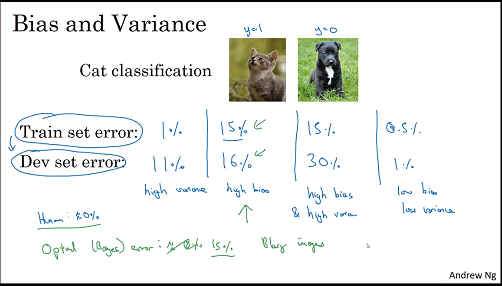 Bias and Variance
y=1 y=0
Cat classification
Train set error: 1% 15% 15% 0.5%
Dev set error: 11% 16% 30% 1%
high variance high bias high bias low bias
& high varian low variance
Human: ≈0%
Optimal (Bayes) error: ≈ 0% 15% Blurry images
Andrew Ng